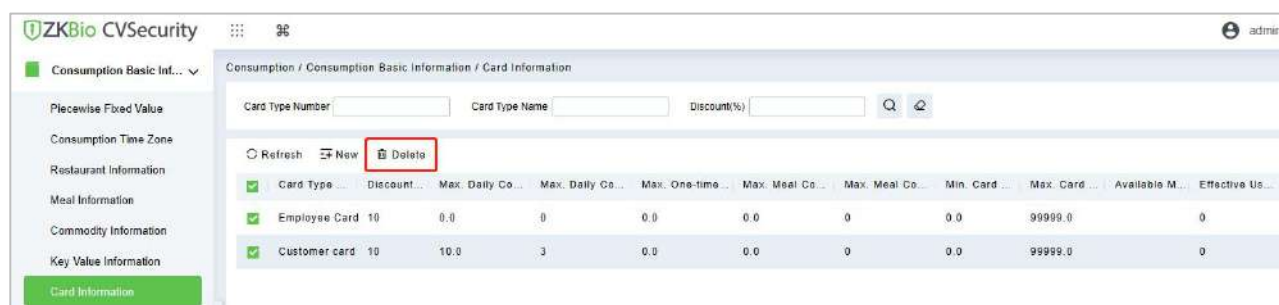 ZKBio CVSecurity
admin
Consumption Basic Inf...
Consumption / Consumption Basic Information / Card Information
Piecewise Fixed Value
Consumption Time Zone
Restaurant Information
Meal Information
Commodity Information
Key Value Information
Card Information
Card Type Number Card Type Name Discount(%)
Refresh New Delete
Card Type ... Discount... Max. Daily Co... Max. Daily Co... Max. One-time ... Max. Meal Co... Max. Meal Co... Min. Card ... Max. Card ... Available M... Effective Us...
Employee Card 10 0.0 0 0.0 0.0 0 0.0 99999.0 0
Customer card 10 10.0 3 0.0 0.0 0 0.0 99999.0 0